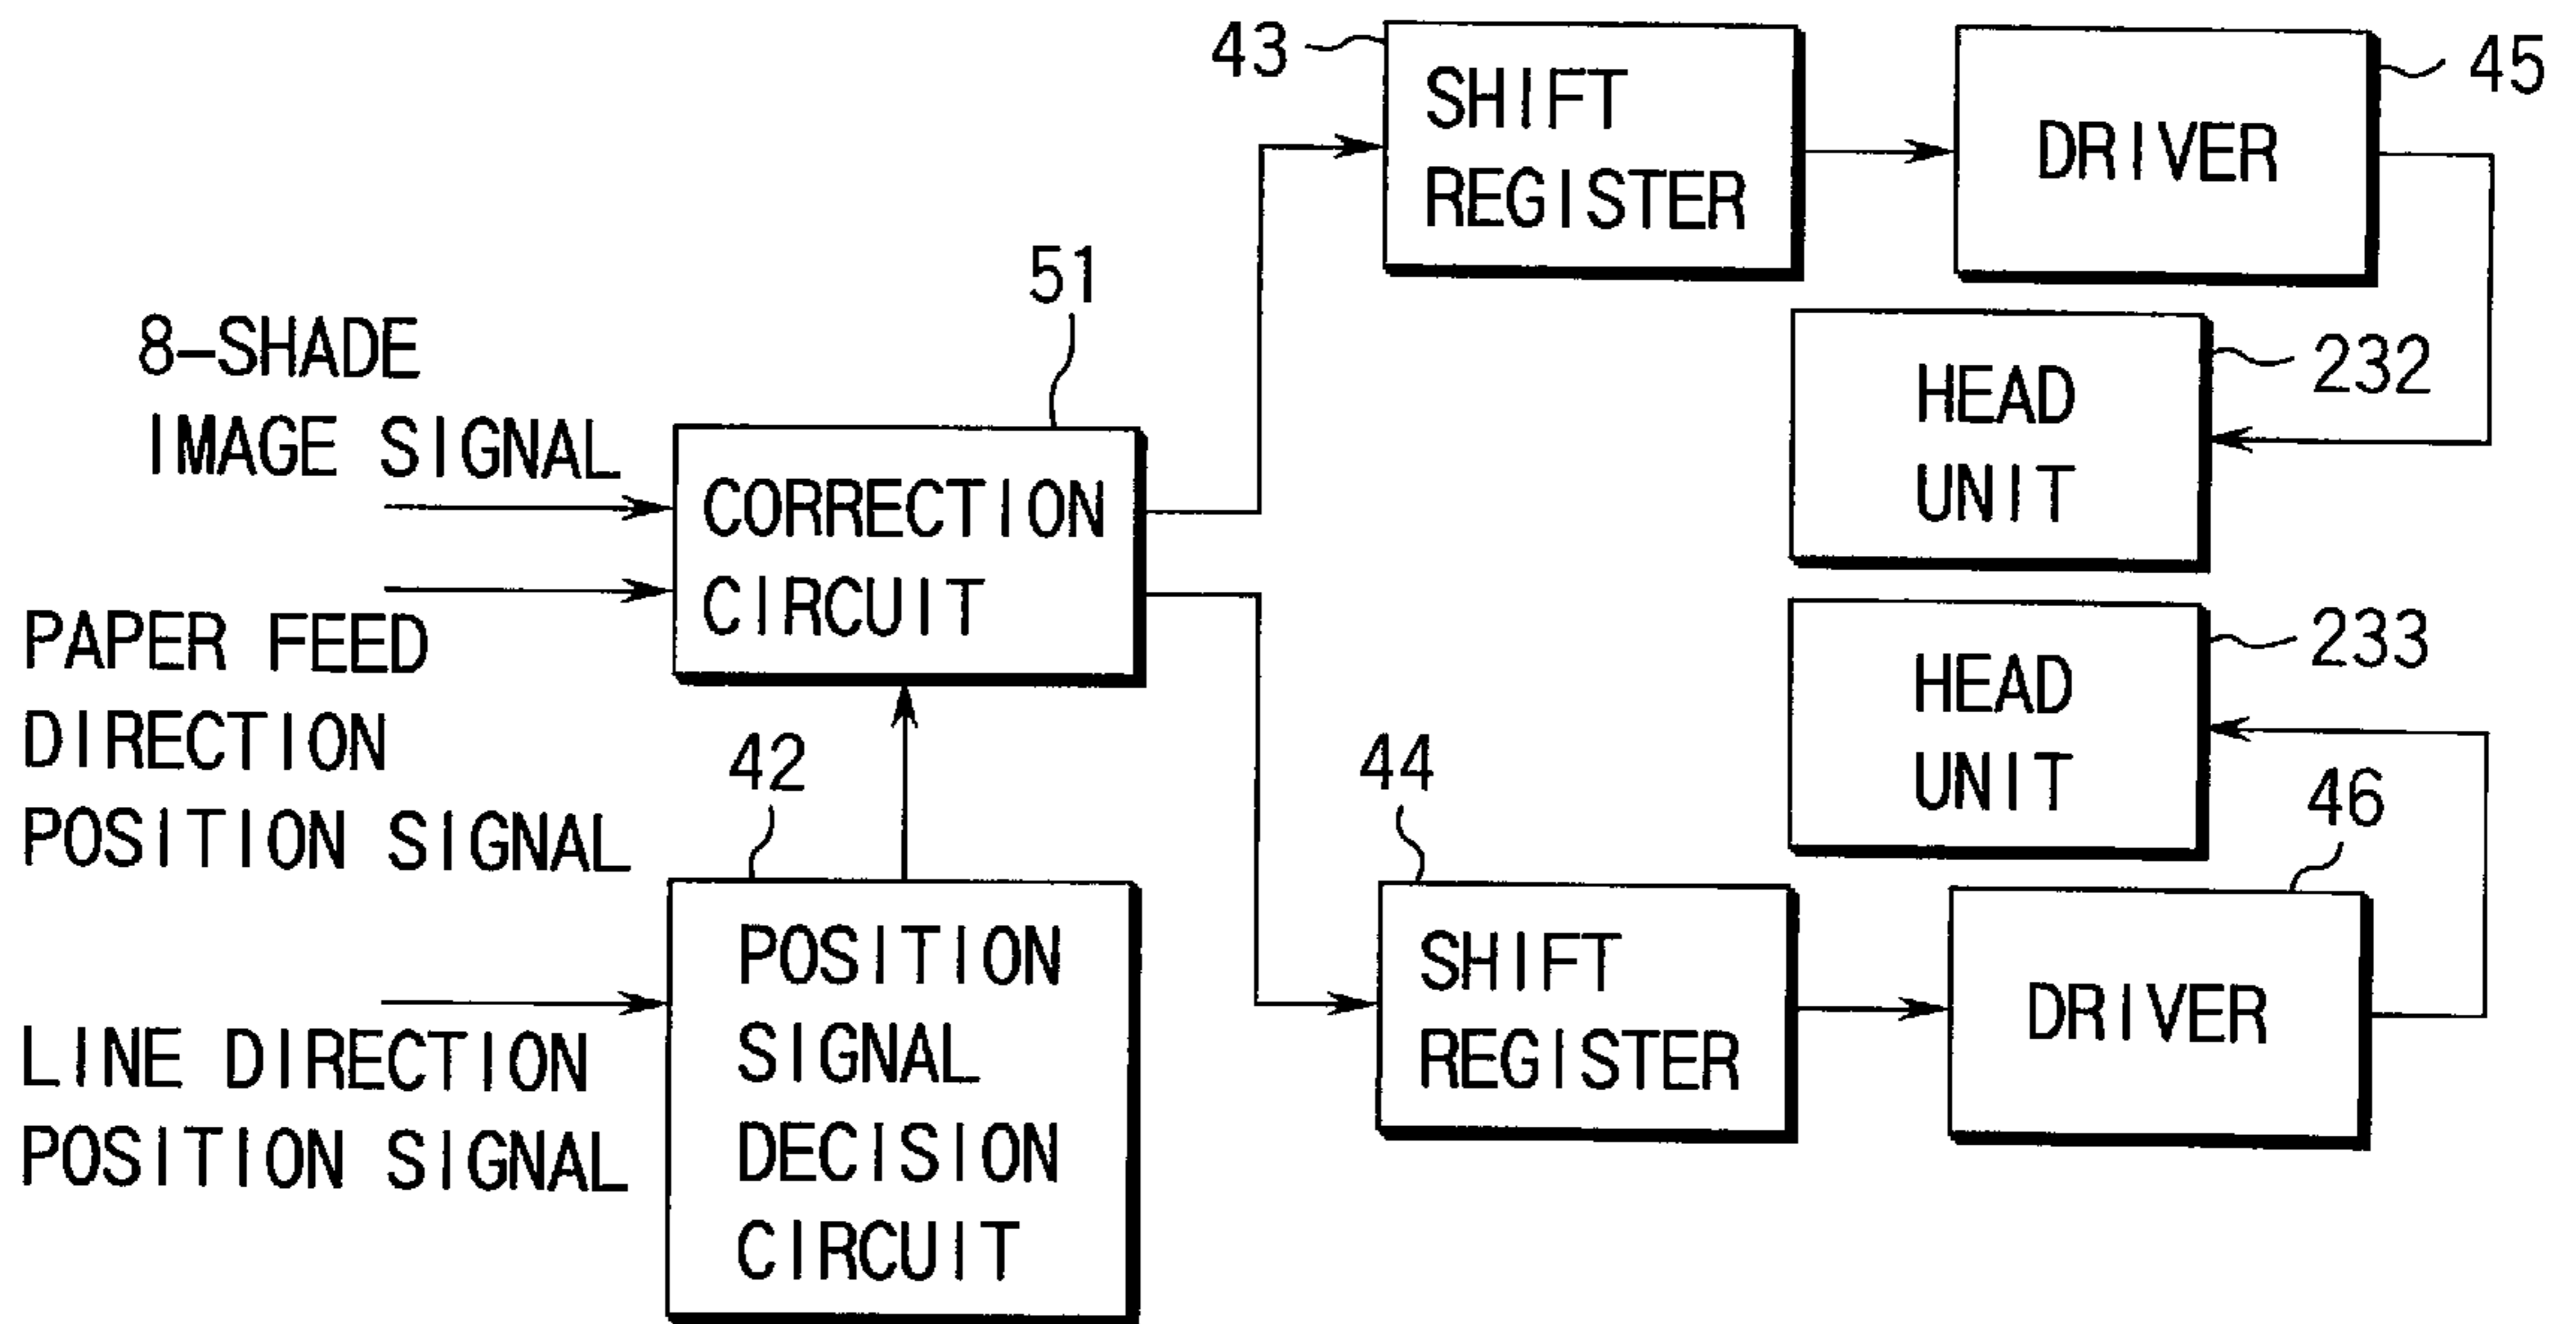 43
SHIFT
REGISTER
DRIVER
45
51
8-SHADE
IMAGE SIGNAL
CORRECTION
CIRCUIT
HEAD
UNIT
232
PAPER FEED
DIRECTION
POSITION SIGNAL
HEAD
UNIT
233
42
POSITION
SIGNAL
DECISION
CIRCUIT
44
SHIFT
REGISTER
46
DRIVER
LINE DIRECTION
POSITION SIGNAL